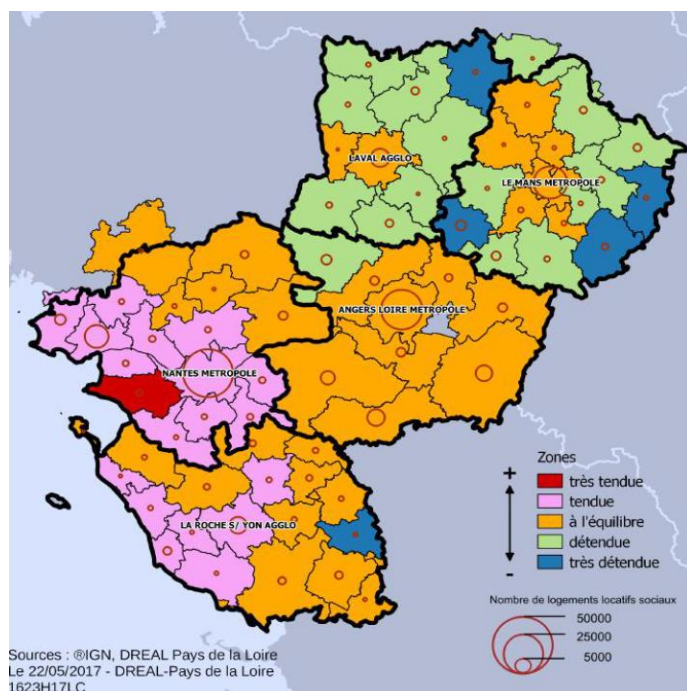 LAVAL AGGLO
LE MANS METROPOLE
ANGERS LOIRE METROPOLE
NANTES METROPOLE
LA ROCHE S/ YON AGGLO
Zones
+
très tendue
tendue
à l'équilibre
détendue
très détendue
-
Nombre de logements locatifs sociaux
50000
25000
5000
Sources : ®IGN, DREAL Pays de la Loire
Le 22/05/2017 - DREAL-Pays de la Loire
1623H17LC